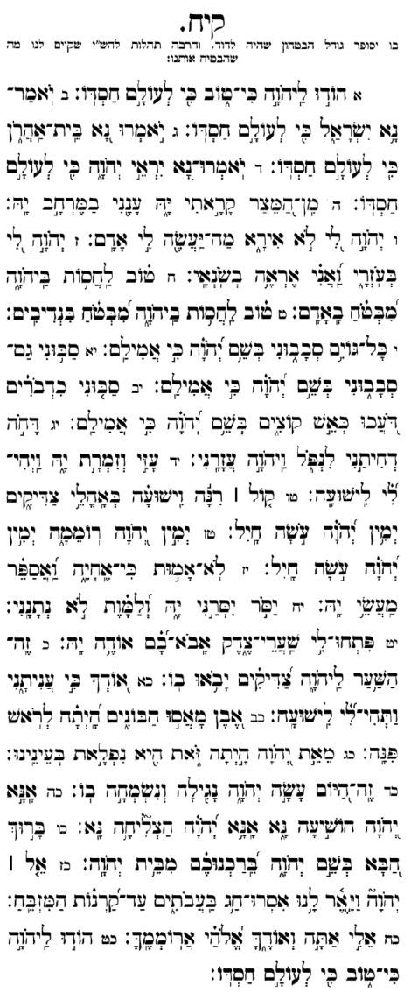 קיח.
בו יסופר גודל הבטחון שהיה לדוד. והרבה תהלות להש"י שקיים לנו מה
שהבטיח אותנו:
א הוֹדוּ לַיהֹוָה כִּי־טוֹב כִּי לְעוֹלָם חַסְדּוֹ: ב יֹאמַר־
נָא יִשְׂרָאֵל כִּי לְעוֹלָם חַסְדּוֹ: ג יֹאמְרוּ נָא בֵית־אַהֲרֹן
כִּי לְעוֹלָם חַסְדּוֹ: ד יֹאמְרוּ־נָא יִרְאֵי יְהֹוָה כִּי לְעוֹלָם
חַסְדּוֹ: ה מִן־הַמֵּצַר קָרָאתִי יָּהּ עָנָנִי בַמֶּרְחָב יָהּ:
ו יְהֹוָה לִי לֹא אִירָא מַה־יַּעֲשֶׂה לִי אָדָם: ז יְהֹוָה לִי
בְּעֹזְרָי וַאֲנִי אֶרְאֶה בְשֹׂנְאָי: ח טוֹב לַחֲסוֹת בַּיהֹוָה
מִבְּטֹחַ בָּאָדָם: ט טוֹב לַחֲסוֹת בַּיהֹוָה מִבְּטֹחַ בִּנְדִיבִים:
י כָּל־גּוֹיִם סְבָבוּנִי בְּשֵׁם יְהֹוָה כִּי אֲמִילַם: יא סַבּוּנִי גַם־
סְבָבוּנִי בְּשֵׁם יְהֹוָה כִּי אֲמִילַם: יב סַבּוּנִי כִדְבֹרִים
דֹּעֲכוּ כְּאֵשׁ קוֹצִים בְּשֵׁם יְהֹוָה כִּי אֲמִילַם: יג דָּחֹה
דְחִיתַנִי לִנְפֹּל וַיהֹוָה עֲזָרָנִי: יד עָזִּי וְזִמְרָת יָהּ וַיְהִי־
לִי לִישׁוּעָה: טו קוֹל ׀ רִנָּה וִישׁוּעָה בְּאָהֳלֵי צַדִּיקִים
יְמִין יְהֹוָה עֹשָׂה חָיִל: טז יְמִין יְהֹוָה רוֹמֵמָה יְמִין
יְהֹוָה עֹשָׂה חָיִל: יז לֹא־אָמוּת כִּי־אֶחְיֶה וַאֲסַפֵּר
מַעֲשֵׂי יָהּ: יח יַסֹּר יִסְּרַנִּי יָּהּ וְלַמָּוֶת לֹא נְתָנָנִי:
יט פִּתְחוּ־לִי שַׁעֲרֵי־צֶדֶק אָבֹא־בָם אוֹדֶה יָהּ: כ זֶה־
הַשַּׁעַר לַיהֹוָה צַדִּיקִים יָבֹאוּ בוֹ: כא אוֹדְךָ כִּי עֲנִיתָנִי
וַתְּהִי־לִי לִישׁוּעָה: כב אֶבֶן מָאֲסוּ הַבּוֹנִים הָיְתָה לְרֹאשׁ
פִּנָּה: כג מֵאֵת יְהֹוָה הָיְתָה זֹּאת הִיא נִפְלָאת בְּעֵינֵינוּ:
כד זֶה־הַיּוֹם עָשָׂה יְהֹוָה נָגִילָה וְנִשְׂמְחָה בוֹ: כה אָנָּא
יְהֹוָה הוֹשִׁיעָה נָּא אָנָּא יְהֹוָה הַצְלִיחָה נָּא: כו בָּרוּךְ
הַבָּא בְּשֵׁם יְהֹוָה בֵּרַכְנוּכֶם מִבֵּית יְהֹוָה: כז אֵל ׀
יְהֹוָה וַיָּאֶר לָנוּ אִסְרוּ־חַג בַּעֲבֹתִים עַד־קַרְנוֹת הַמִּזְבֵּחַ:
כח אֵלִי אַתָּה וְאוֹדֶךָּ אֱלֹהַי אֲרוֹמְמֶךָּ: כט הוֹדוּ לַיהֹוָה
כִּי־טוֹב כִּי לְעוֹלָם חַסְדּוֹ: